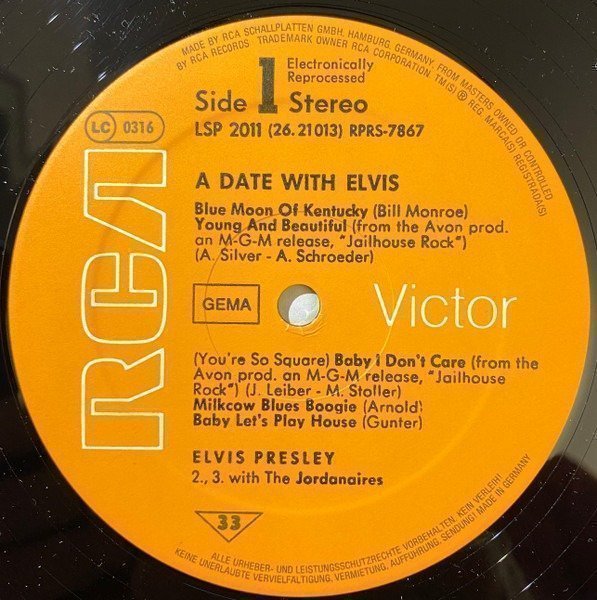 MADE BY RCA SCHALLPLATTEN GMBH, HAMBURG, GERMANY, FROM MASTERS OWNED OR CONTROLLED
BY RCA RECORDS TRADEMARK OWNER RCA CORPORATION. TM(S) ® REG. MARCA(S) REGISTRADA(S)
Electronically
Reprocessed
Side 1 Stereo
LC 0316
LSP 2011 (26.21013) RPRS-7867
RCA
A DATE WITH ELVIS
Blue Moon Of Kentucky (Bill Monroe)
Young And Beautiful (from the Avon prod.
an M-G-M release, "Jailhouse Rock")
(A. Silver - A. Schroeder)
GEMA
Victor
(You're So Square) Baby I Don't Care (from the
Avon prod. an M-G-M release, "Jailhouse
Rock") (J. Leiber - M. Stoller)
Milkcow Blues Boogie (Arnold)
Baby Let's Play House (Gunter)
ELVIS PRESLEY
2., 3. with The Jordanaires
33
ALLE URHEBER- UND LEISTUNGSSCHUTZRECHTE VORBEHALTEN. KEIN VERLEIH!
KEINE UNERLAUBTE VERVIELFÄLTIGUNG, VERMIETUNG, AUFFÜHRUNG, SENDUNG! MADE IN GERMANY